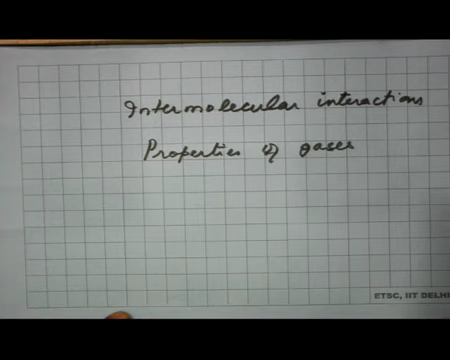 Intermolecular interactions
Properties of gases
ETSC, IIT DELHI